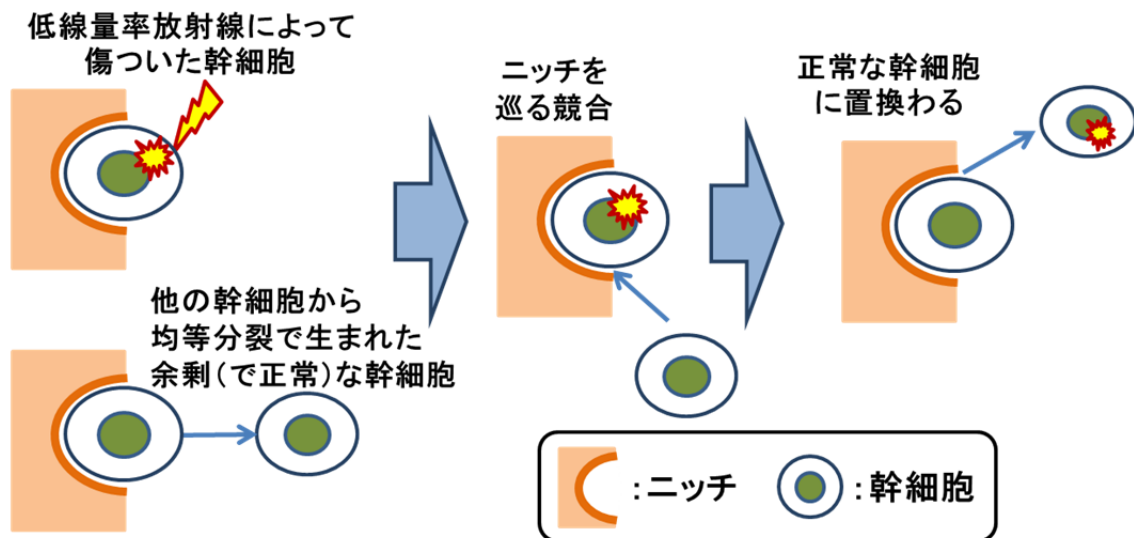 低線量率放射線によって
傷ついた幹細胞
他の幹細胞から
均等分裂で生まれた
余剰(で正常)な幹細胞
ニッチを
巡る競合
正常な幹細胞
に置換わる
:ニッチ
:幹細胞